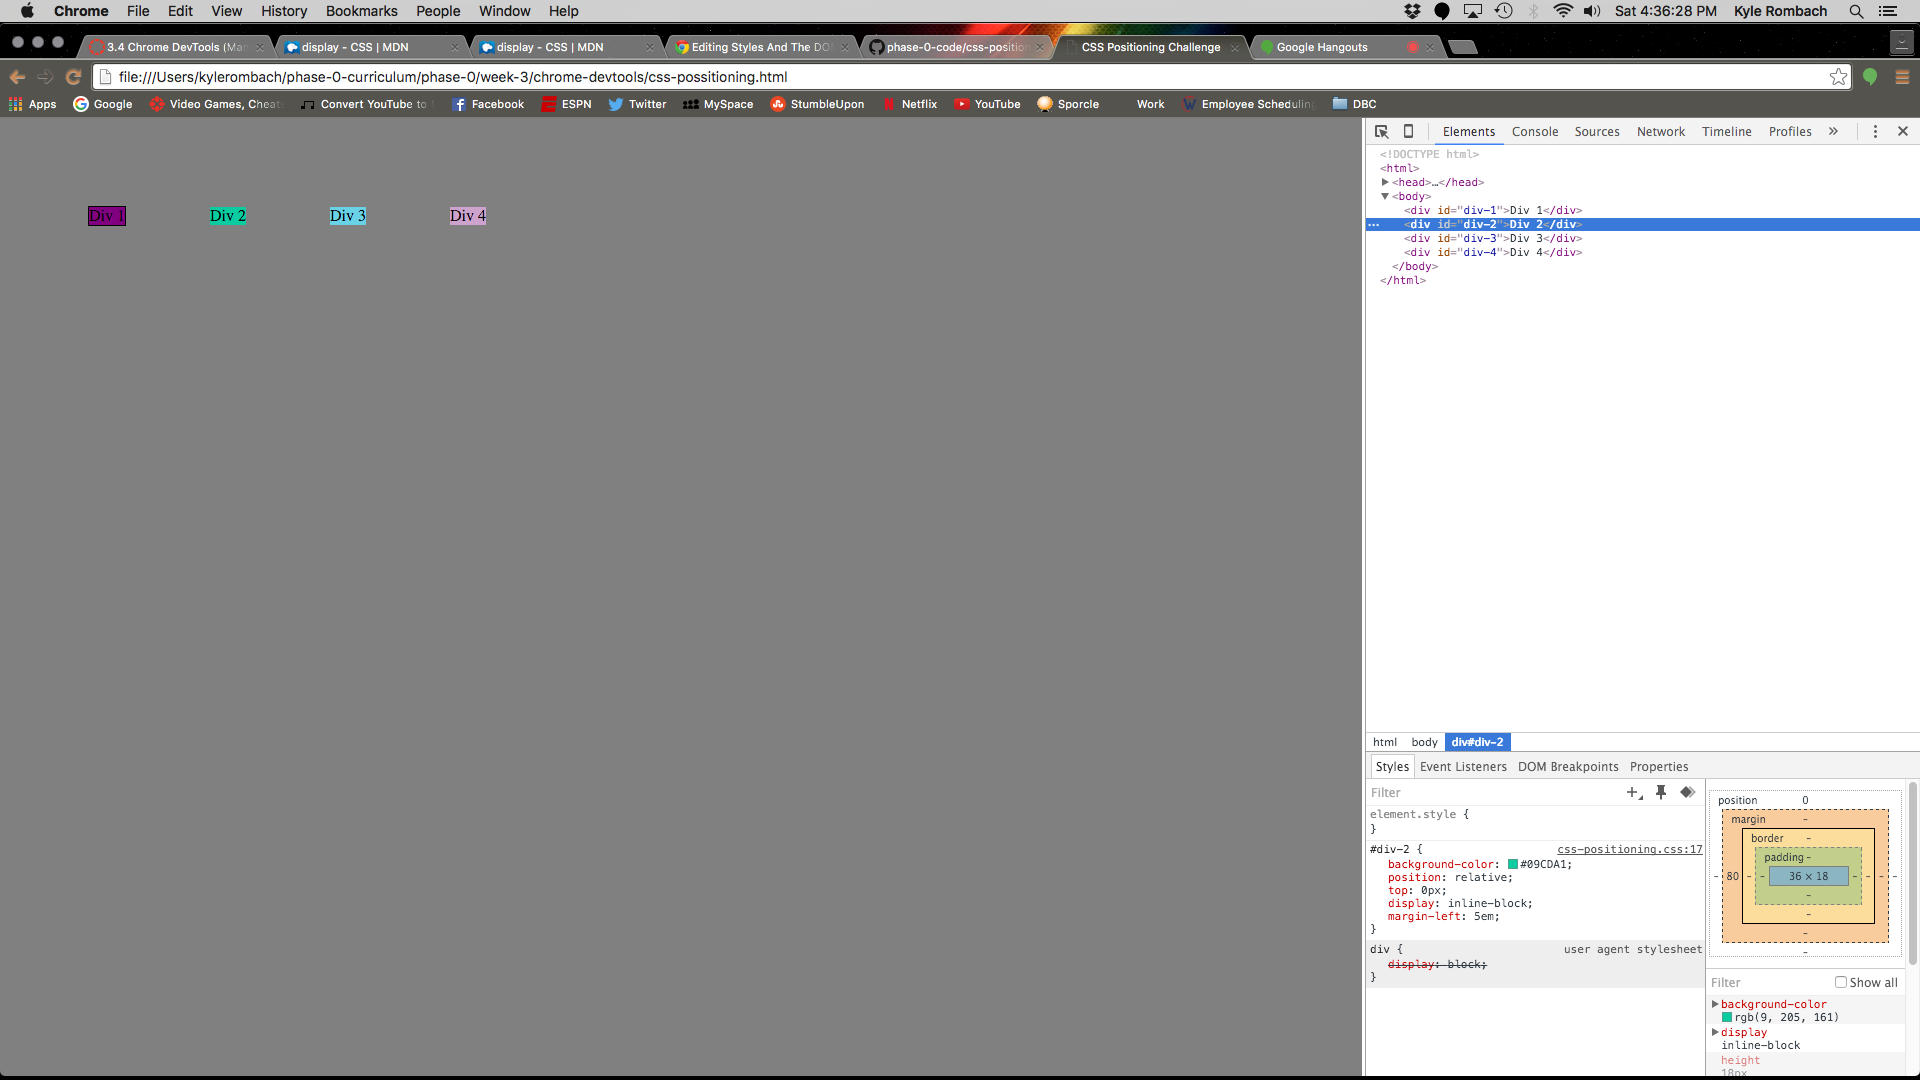 Chrome File Edit View History Bookmarks People Window Help Sat 4:36:28 PM Kyle Rombach
3.4 Chrome DevTools (Man display - CSS | MDN display - CSS | MDN Editing Styles And The DO phase-0-code/css-position CSS Positioning Challenge Google Hangouts
file:///Users/kylerombach/phase-0-curriculum/phase-0/week-3/chrome-devtools/css-possitioning.html
Apps Google Video Games, Cheat Convert YouTube to Facebook ESPN Twitter MySpace StumbleUpon Netflix YouTube Sporcle Work Employee Scheduling DBC
Div 1 Div 2 Div 3 Div 4
Elements Console Sources Network Timeline Profiles »
<!DOCTYPE html>
<html>
<head>…</head>
<body>
<div id="div-1">Div 1</div>
<div id="div-2">Div 2</div>
<div id="div-3">Div 3</div>
<div id="div-4">Div 4</div>
</body>
</html>
html body div#div-2
Styles Event Listeners DOM Breakpoints Properties
Filter
element.style {
}
#div-2 { css-positioning.css:17
background-color: #09CDA1;
position: relative;
top: 0px;
display: inline-block;
margin-left: 5em;
}
div { user agent stylesheet
display: block;
}
position 0
margin -
border -
padding -
- 80 - - 36 × 18 - - - -
-
-
-
-
Filter Show all
background-color
rgb(9, 205, 161)
display
inline-block
height
18px